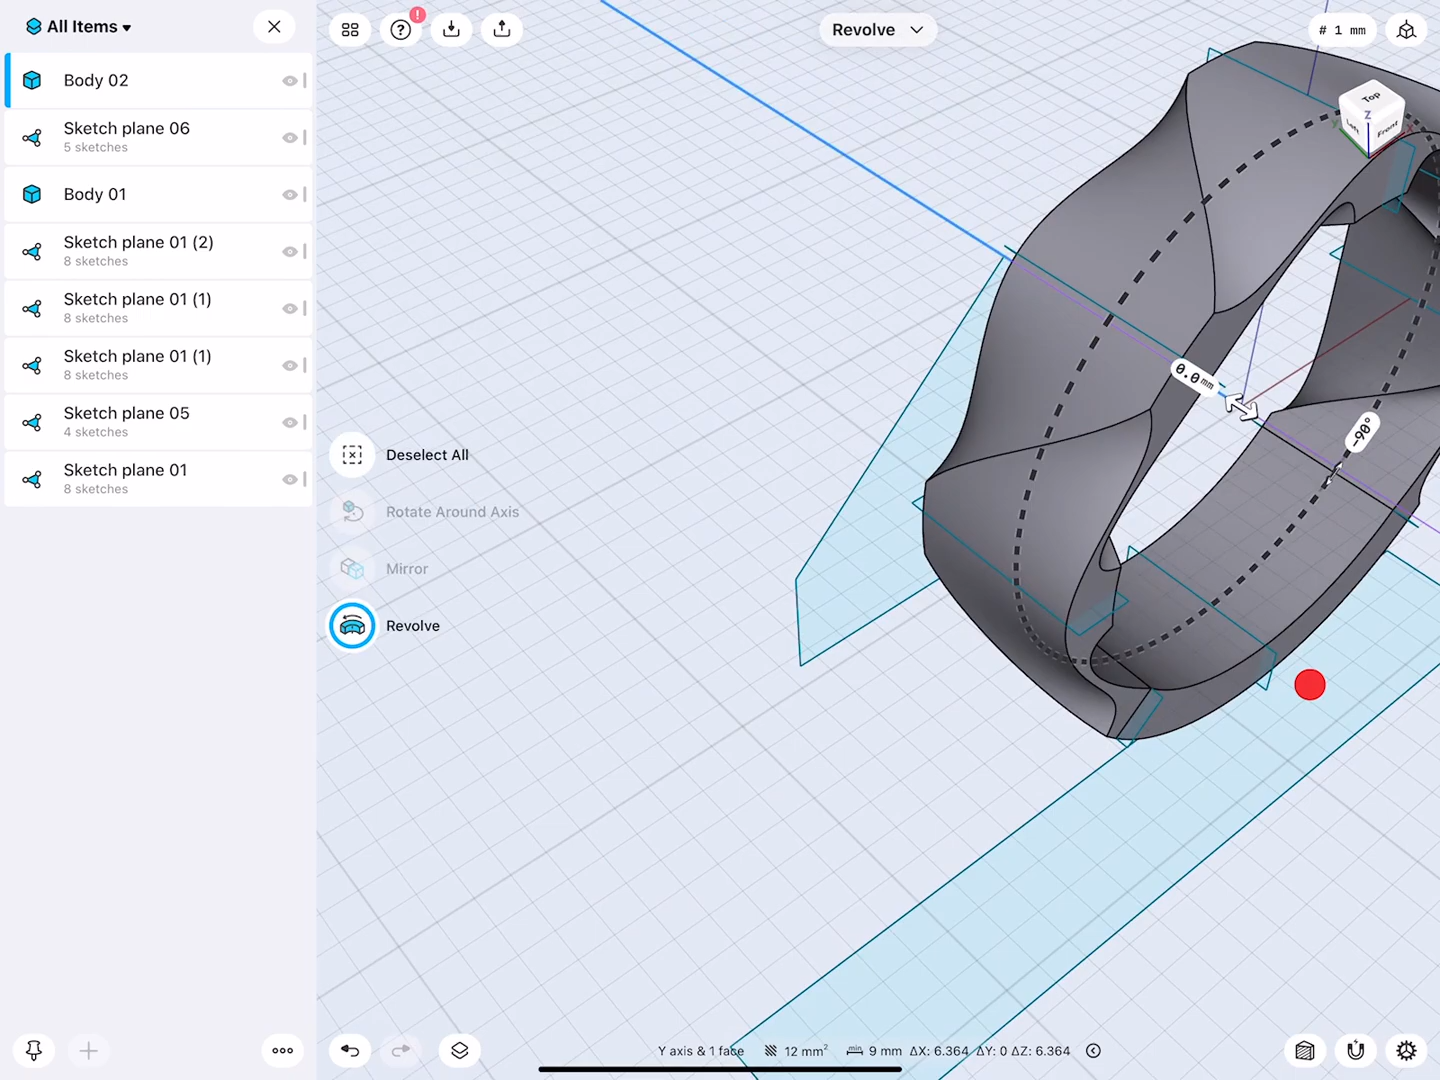 All Items
Body 02
Sketch plane 06
5 sketches
Body 01
Sketch plane 01 (2)
8 sketches
Sketch plane 01 (1)
8 sketches
Sketch plane 01 (1)
8 sketches
Sketch plane 05
4 sketches
Sketch plane 01
8 sketches
Revolve
# 1 mm
Top
Left
Front
Z
X
Y
0.0 mm
-90°
Deselect All
Rotate Around Axis
Mirror
Revolve
Y axis & 1 face 12 mm² min 9 mm ΔX: 6.364 ΔY: 0 ΔZ: 6.364